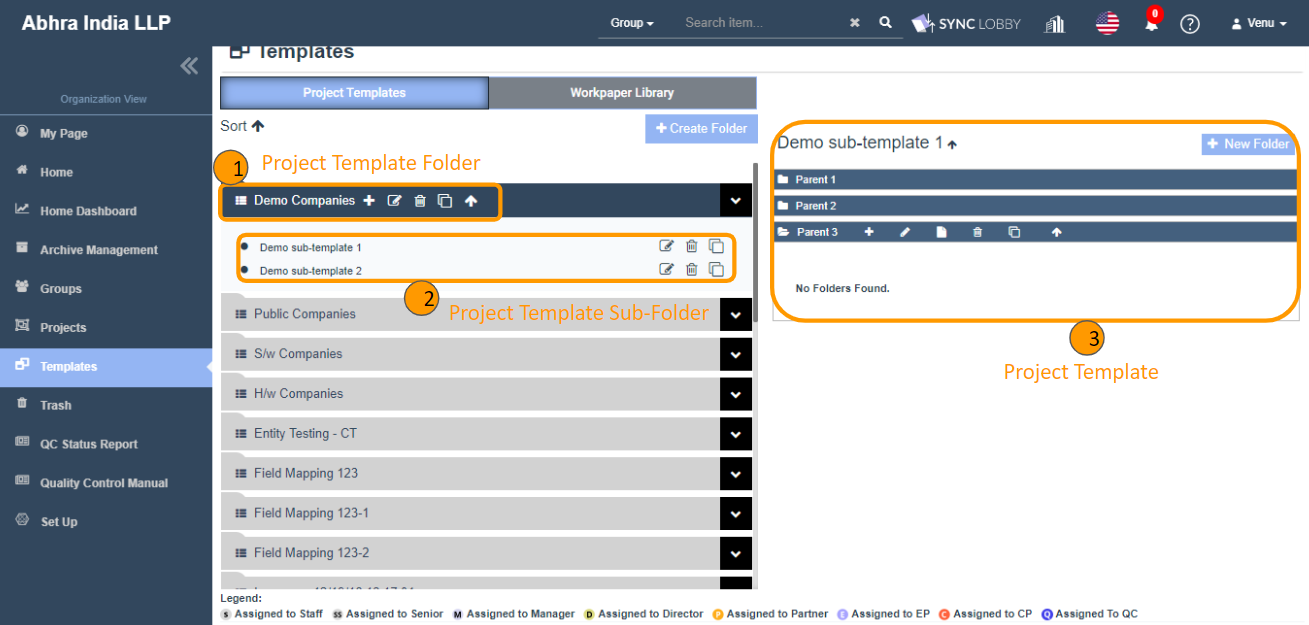 Abhra India LLP
Group
Search item...
SYNC LOBBY
0
?
Venu
Organization View
My Page
Home
Home Dashboard
Archive Management
Groups
Projects
Templates
Trash
QC Status Report
Quality Control Manual
Set Up
Templates
Project Templates
Workpaper Library
Sort
+ Create Folder
1
Project Template Folder
Demo Companies
Demo sub-template 1
Demo sub-template 2
2
Project Template Sub-Folder
Public Companies
S/w Companies
H/w Companies
Entity Testing - CT
Field Mapping 123
Field Mapping 123-1
Field Mapping 123-2
Demo sub-template 1
+ New Folder
Parent 1
Parent 2
Parent 3
No Folders Found.
3
Project Template
Legend:
S Assigned to Staff SS Assigned to Senior M Assigned to Manager D Assigned to Director P Assigned to Partner E Assigned to EP C Assigned to CP Q Assigned To QC